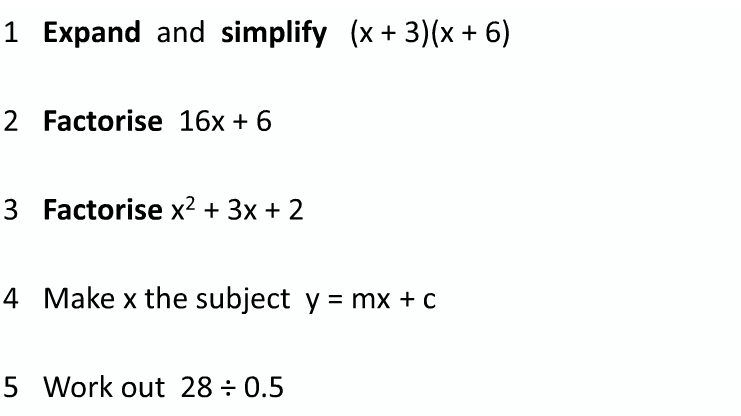 1 Expand and simplify (x + 3)(x + 6)
2 Factorise 16x + 6
3 Factorise x² + 3x + 2
4 Make x the subject y = mx + c
5 Work out 28 ÷ 0.5